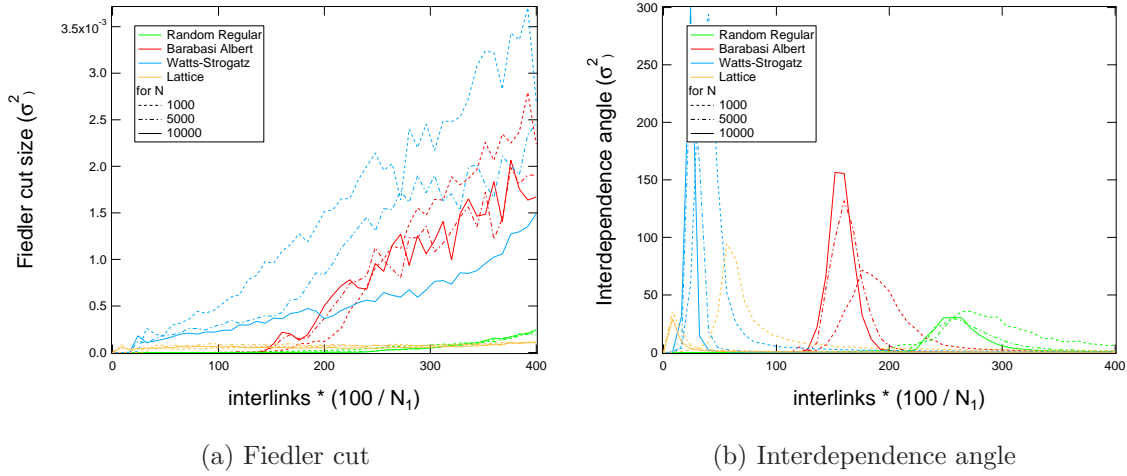 3.5x10-3
3.0
2.5
2.0
1.5
1.0
0.5
0.0
Fiedler cut size (σ2)
Random Regular
Barabasi Albert
Watts-Strogatz
Lattice
for N
1000
5000
10000
0 100 200 300 400
interlinks * (100 / N1)
(a) Fiedler cut
300
250
200
150
100
50
0
Interdependence angle (σ2)
Random Regular
Barabasi Albert
Watts-Strogatz
Lattice
for N
1000
5000
10000
0 100 200 300 400
interlinks * (100 / N1)
(b) Interdependence angle